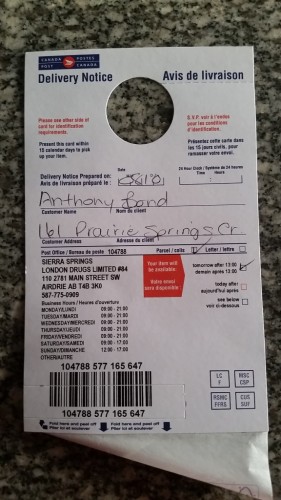 CANADA POST POSTES CANADA
Delivery Notice Avis de livraison
Please use other side of card for identification requirements.
S.V.P. voir à l'endos pour les conditions d'identification.
Present this card within 15 calendar days to pick up your item.
Présentez cette carte dans les 15 jours civils, pour ramasser votre envoi.
Delivery Notice Prepared on:
Avis de livraison préparé le :
Date
24 Hour Clock / Système de 24 heures
Time Hours
Anthony Bond
Customer Name Nom du client
161 Prairie Springs Cr
Customer Address Adresse du client
Post Office / Bureau de poste 104788 Parcel / colis Letter / lettre
SIERRA SPRINGS
LONDON DRUGS LIMITED #84
110 2781 MAIN STREET SW
AIRDRIE AB T4B 3K0
587-775-0909
Your item will be available:
Votre envoi sera disponible :
tomorrow after 13:00
demain après 13:00
today after
aujourd'hui après
see below
voir ci-dessous
Business Hours / Heures d'ouverture
MONDAY/LUNDI 09:00 - 21:00
TUESDAY/MARDI 09:00 - 21:00
WEDNESDAY/MERCREDI 09:00 - 21:00
THURSDAY/JEUDI 09:00 - 21:00
FRIDAY/VENDREDI 09:00 - 21:00
SATURDAY/SAMEDI 09:00 - 17:00
SUNDAY/DIMANCHE 12:00 - 17:00
OTHER/AUTRE
104788 577 165 647
LC F
MSC CSP
RSMC FFRS
CUS SUF
104788 577 165 647
Fold here and peel off Fold here and peel off
Plier ici et soulever Plier ici et soulever